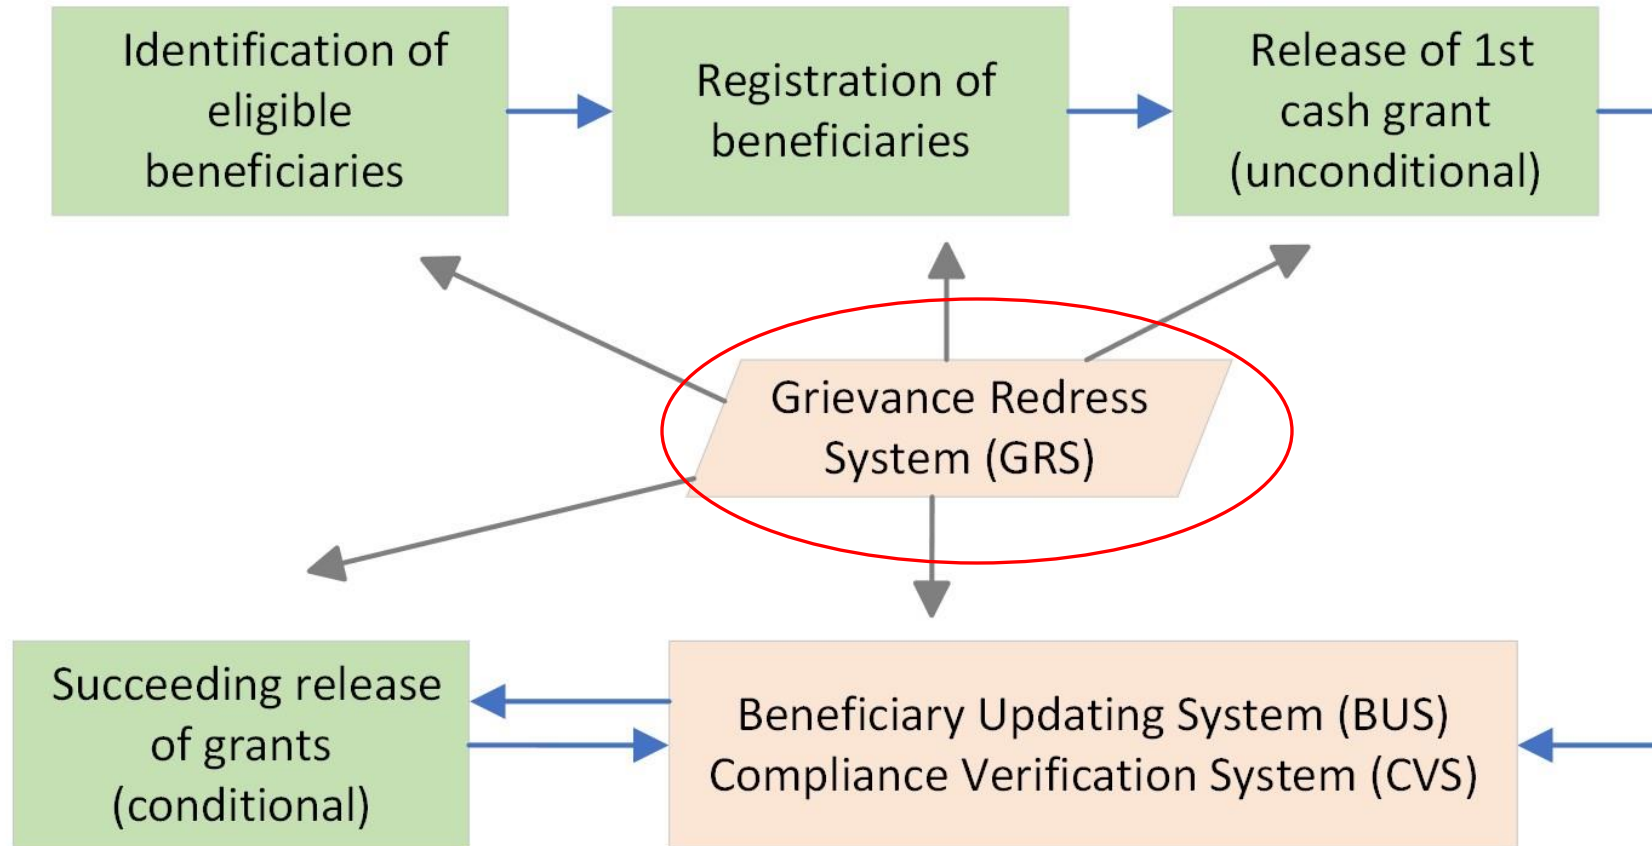 Identification of
eligible
beneficiaries
Registration of
beneficiaries
Release of 1st
cash grant
(unconditional)
Grievance Redress
System (GRS)
Succeeding release
of grants
(conditional)
Beneficiary Updating System (BUS)
Compliance Verification System (CVS)